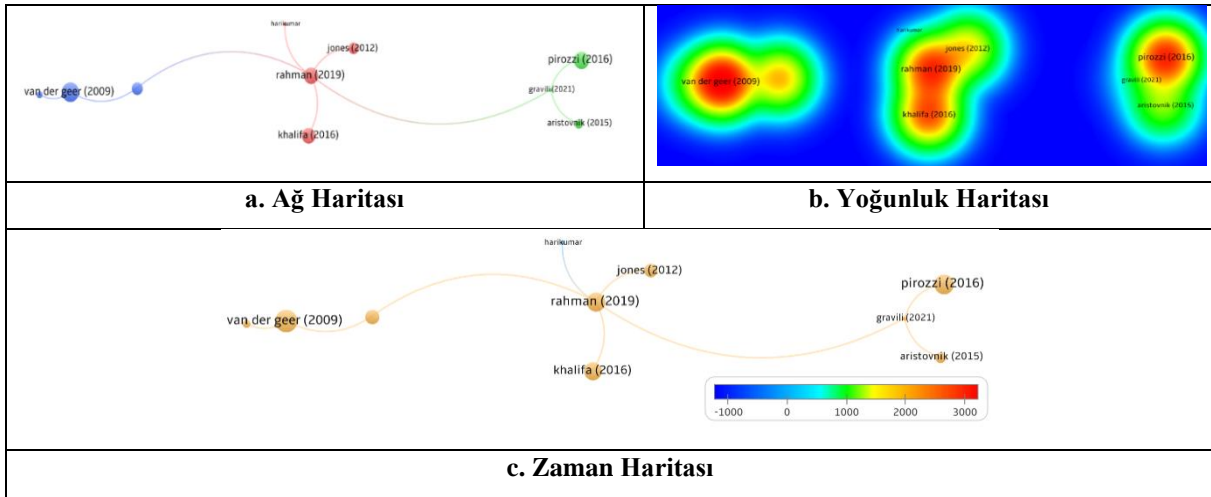 harikumar
jones (2012)
rahman (2019)
pirozzi (2016)
van der geer (2009)
gravili (2021)
khalifa (2016)
aristovnik (2015)
a. Ağ Haritası
harikumar
jones (2012)
pirozzi (2016)
rahman (2019)
van der geer (2009)
gravili (2021)
aristovnik (2015)
khalifa (2016)
b. Yoğunluk Haritası
harikumar
jones (2012)
pirozzi (2016)
rahman (2019)
van der geer (2009)
gravili (2021)
aristovnik (2015)
khalifa (2016)
-1000 0 1000 2000 3000
c. Zaman Haritası